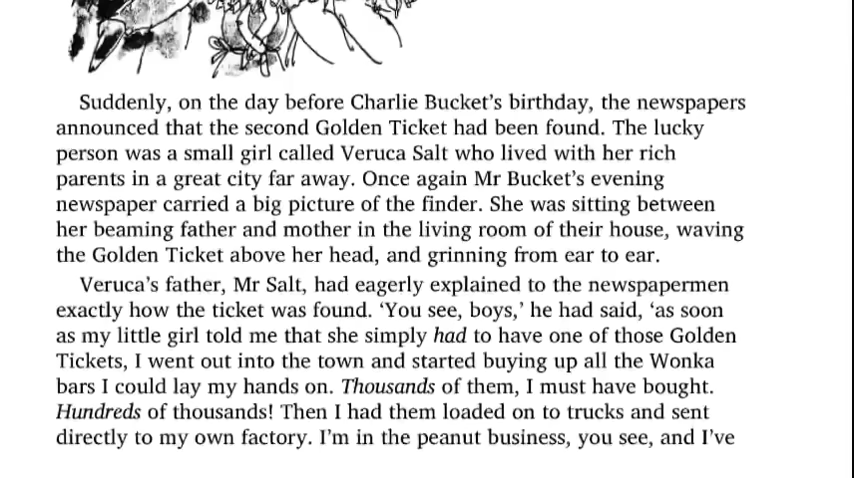 Suddenly, on the day before Charlie Bucket’s birthday, the newspapers
announced that the second Golden Ticket had been found. The lucky
person was a small girl called Veruca Salt who lived with her rich
parents in a great city far away. Once again Mr Bucket’s evening
newspaper carried a big picture of the finder. She was sitting between
her beaming father and mother in the living room of their house, waving
the Golden Ticket above her head, and grinning from ear to ear.
Veruca’s father, Mr Salt, had eagerly explained to the newspapermen
exactly how the ticket was found. ‘You see, boys,’ he had said, ‘as soon
as my little girl told me that she simply had to have one of those Golden
Tickets, I went out into the town and started buying up all the Wonka
bars I could lay my hands on. Thousands of them, I must have bought.
Hundreds of thousands! Then I had them loaded on to trucks and sent
directly to my own factory. I’m in the peanut business, you see, and I’ve